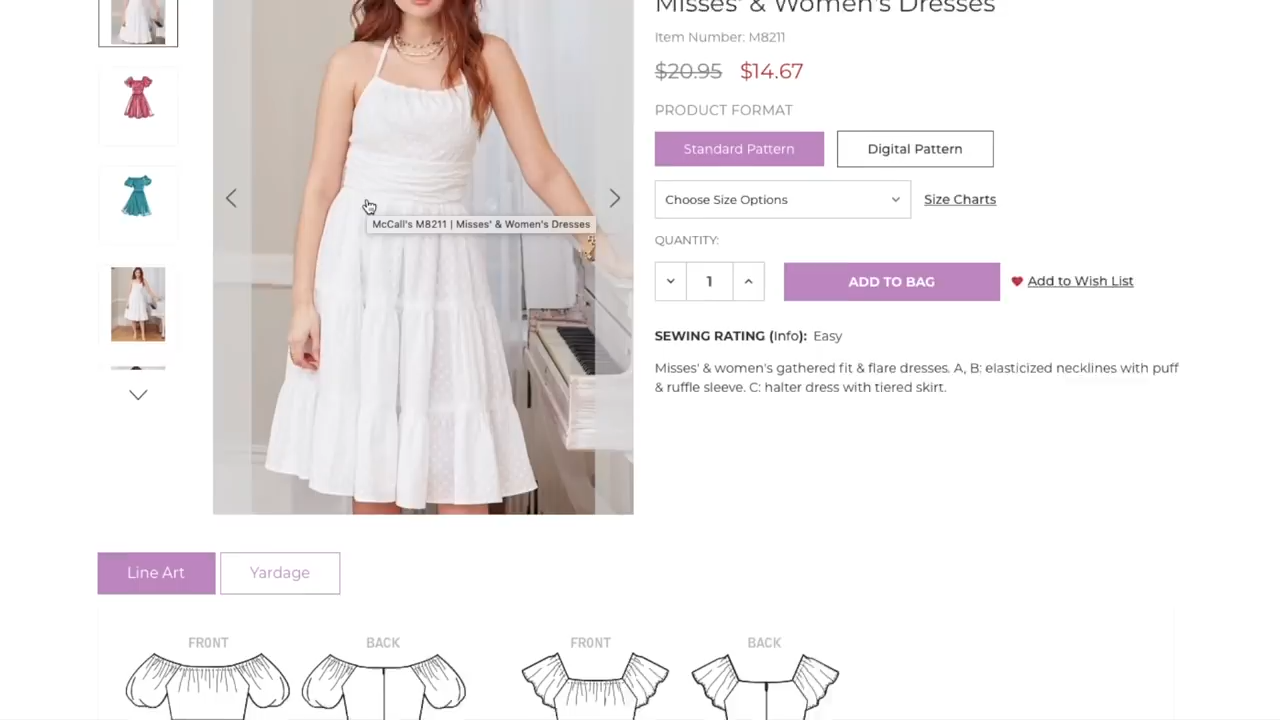 Misses' & Women's Dresses
Item Number: M8211
$20.95 $14.67
PRODUCT FORMAT
Standard Pattern
Digital Pattern
Choose Size Options
Size Charts
McCall's M8211 | Misses' & Women's Dresses
QUANTITY:
1
ADD TO BAG
Add to Wish List
SEWING RATING (Info): Easy
Misses' & women's gathered fit & flare dresses. A, B: elasticized necklines with puff
& ruffle sleeve. C: halter dress with tiered skirt.
Line Art
Yardage
FRONT
BACK
FRONT
BACK